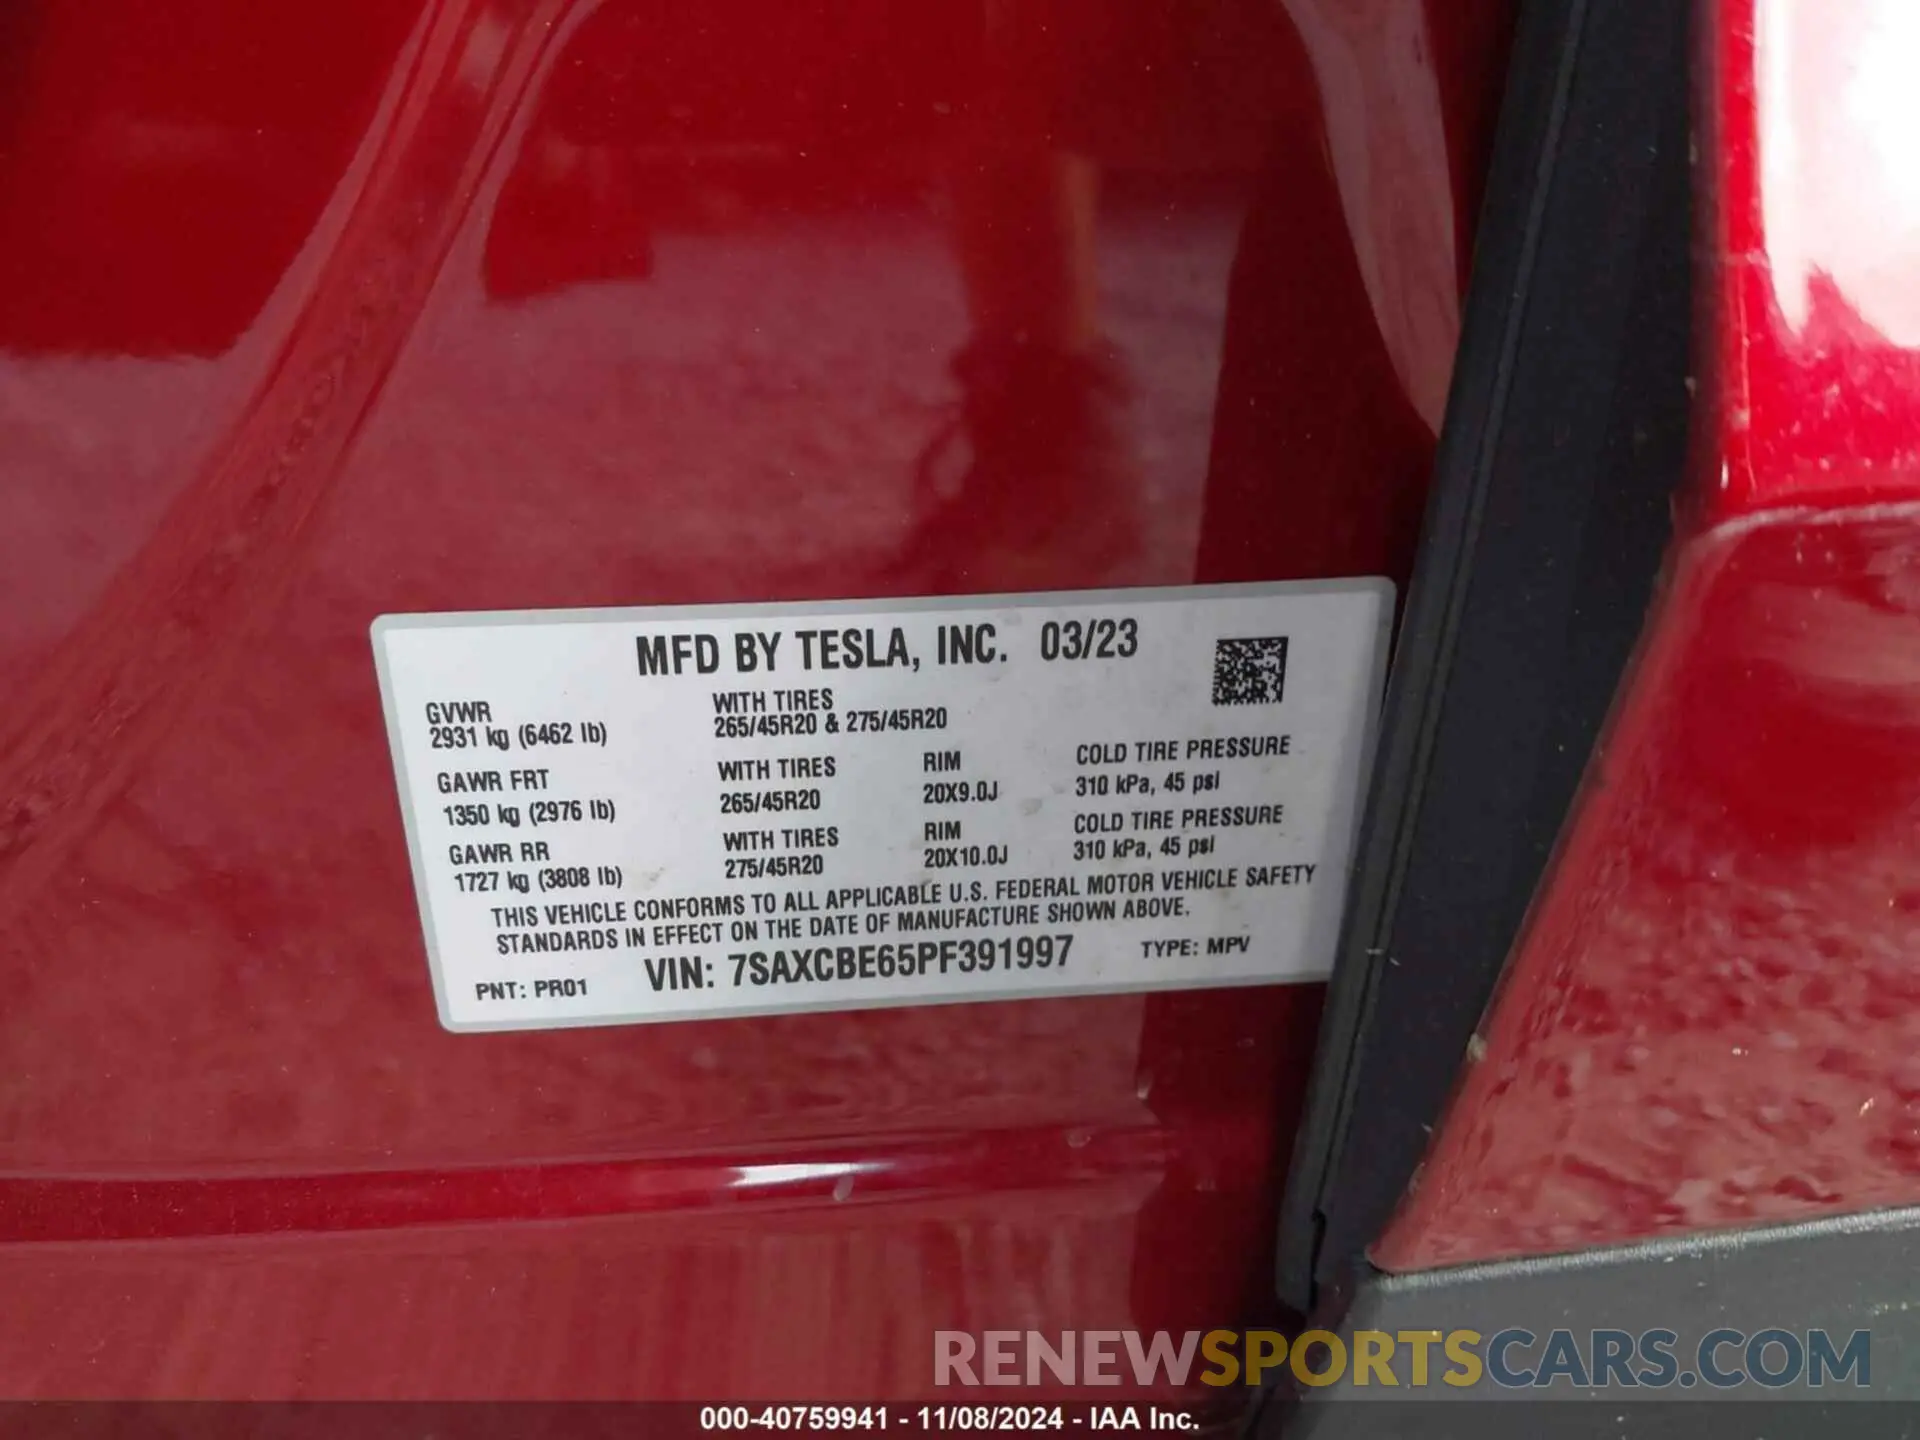 MFD BY TESLA, INC. 03/23
GVWR WITH TIRES
2931 kg (6462 lb) 265/45R20 & 275/45R20
GAWR FRT WITH TIRES RIM COLD TIRE PRESSURE
1350 kg (2976 lb) 265/45R20 20X9.0J 310 kPa, 45 psi
GAWR RR WITH TIRES RIM COLD TIRE PRESSURE
1727 kg (3808 lb) 275/45R20 20X10.0J 310 kPa, 45 psi
THIS VEHICLE CONFORMS TO ALL APPLICABLE U.S. FEDERAL MOTOR VEHICLE SAFETY
STANDARDS IN EFFECT ON THE DATE OF MANUFACTURE SHOWN ABOVE.
PNT: PR01 VIN: 7SAXCBE65PF391997 TYPE: MPV
RENEWSPORTSCARS.COM
000-40759941 - 11/08/2024 - IAA Inc.